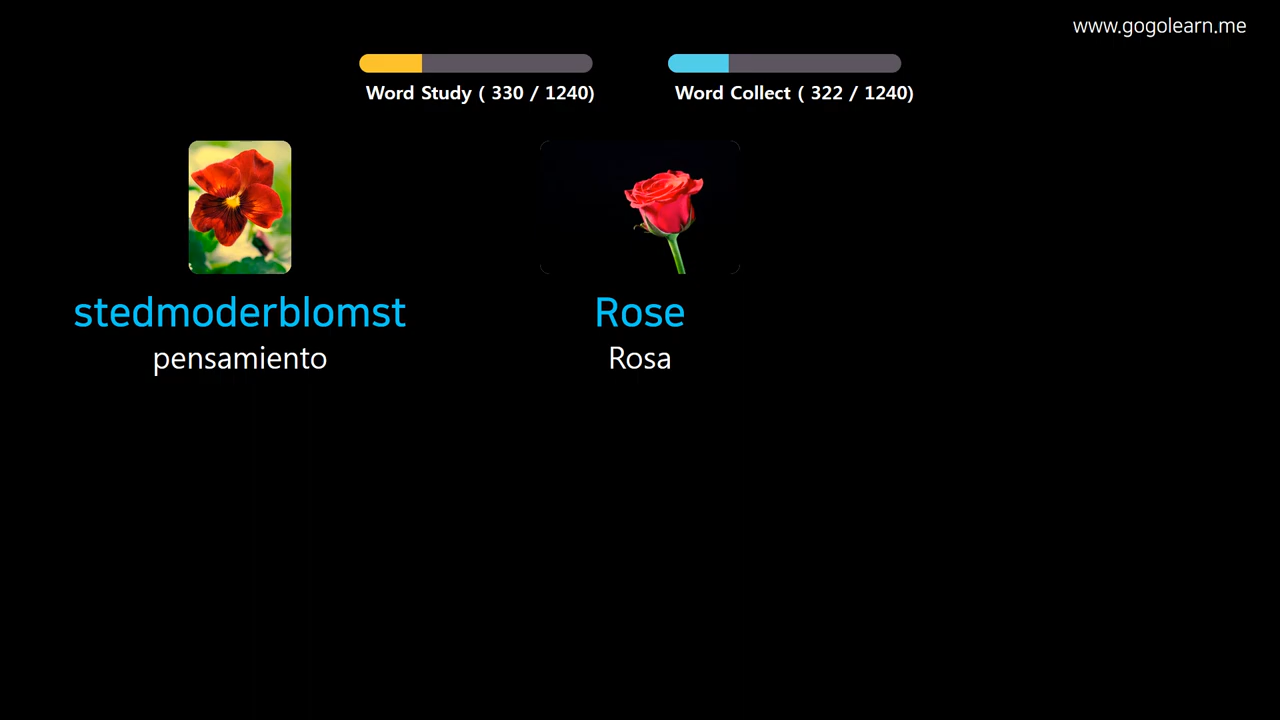 www.gogolearn.me
Word Study ( 330 / 1240)
Word Collect ( 322 / 1240)
stedmoderblomst
pensamiento
Rose
Rosa